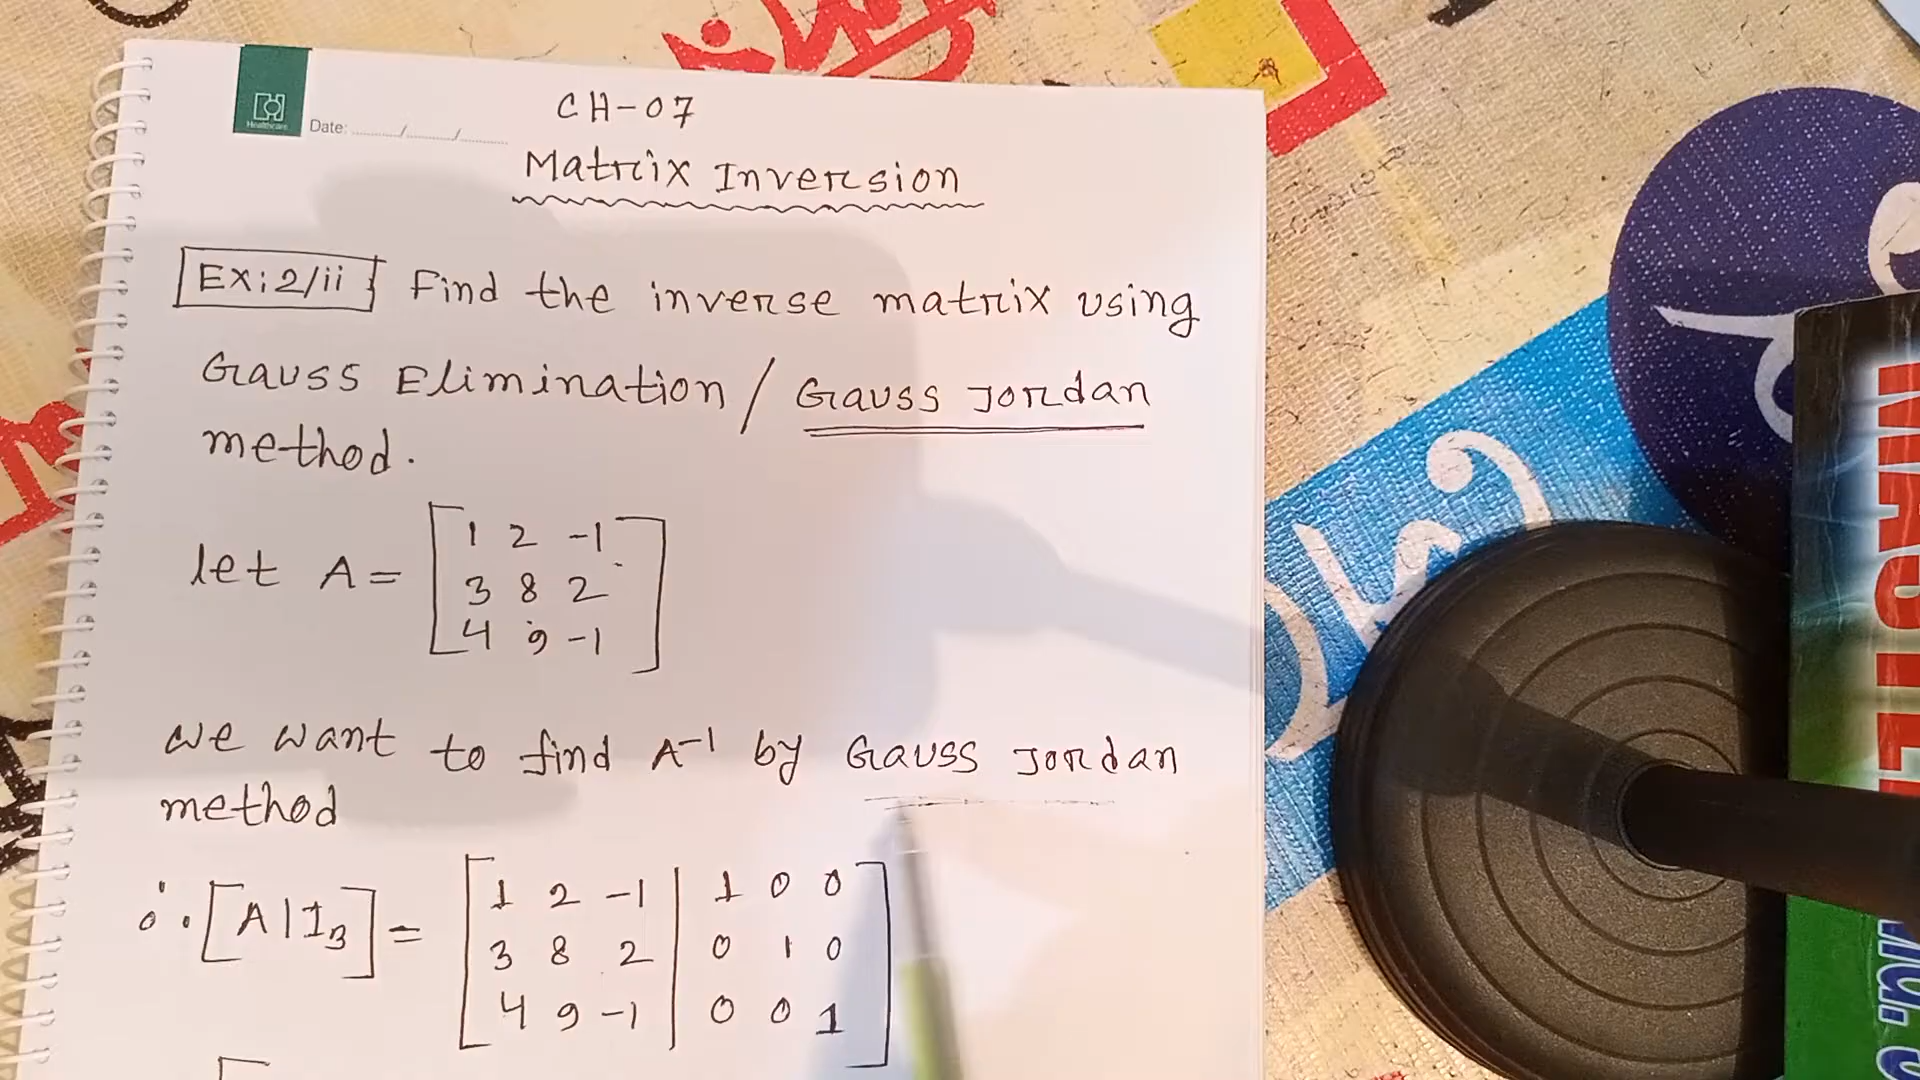 Healthcare
Date: ......../......../........
CH-07
Matrix Inversion
Ex:2/ii Find the inverse matrix using
Gauss Elimination / Gauss Jordan
method.
let A = [1 2 -1
3 8 2
4 9 -1]
we want to find A⁻¹ by Gauss Jordan
method
∴ [A|I₃] = [1 2 -1 | 1 0 0
3 8 2 | 0 1 0
4 9 -1 | 0 0 1]